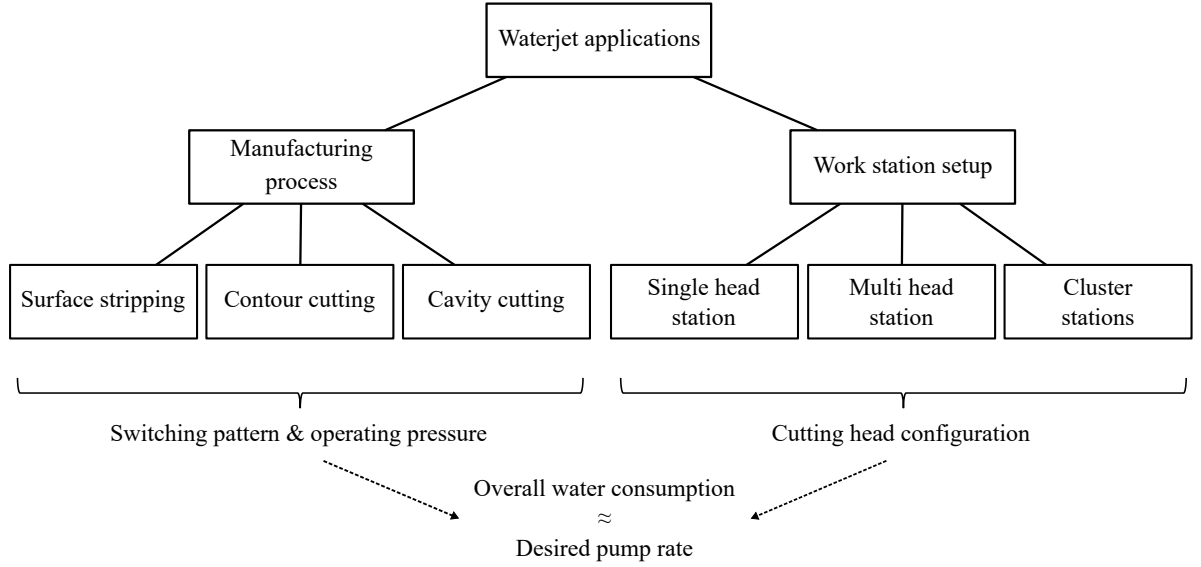 Waterjet applications
Manufacturing
process
Work station setup
Surface stripping
Contour cutting
Cavity cutting
Single head
station
Multi head
station
Cluster
stations
Switching pattern & operating pressure
Cutting head configuration
Overall water consumption
≈
Desired pump rate